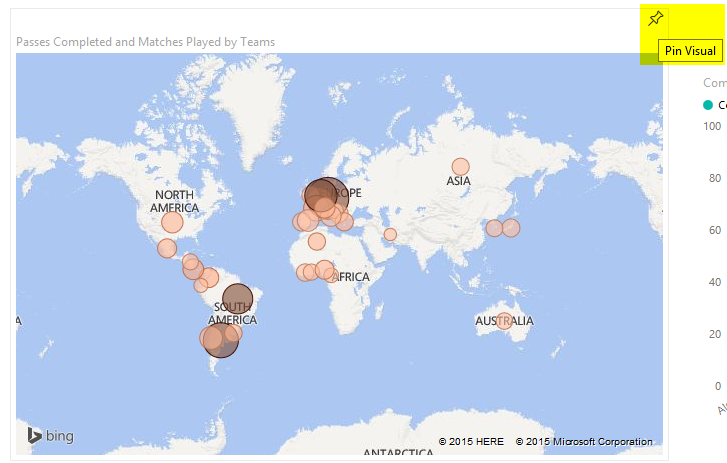 Pin Visual
Passes Completed and Matches Played by Teams
100
80
60
40
20
0
NORTH
AMERICA
ASIA
AFRICA
SOUTH
AMERICA
AUSTRALIA
ANTARCTICA
bing
© 2015 HERE © 2015 Microsoft Corporation